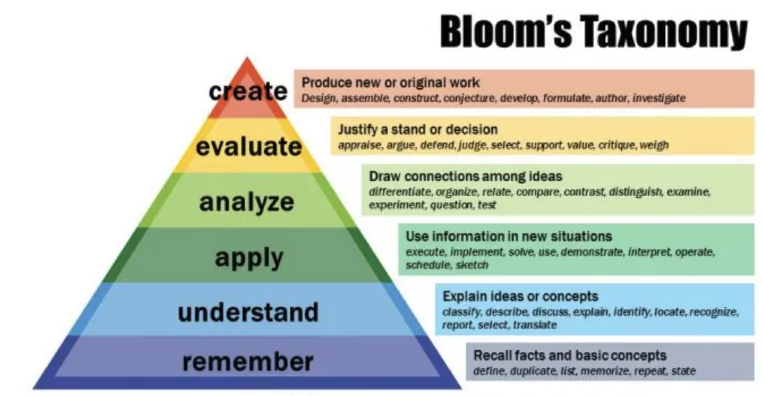 Bloom's Taxonomy
create
Produce new or original work
Design, assemble, construct, conjecture, develop, formulate, author, investigate
evaluate
Justify a stand or decision
appraise, argue, defend, judge, select, support, value, critique, weigh
analyze
Draw connections among ideas
differentiate, organize, relate, compare, contrast, distinguish, examine,
experiment, question, test
apply
Use information in new situations
execute, implement, solve, use, demonstrate, interpret, operate,
schedule, sketch
understand
Explain ideas or concepts
classify, describe, discuss, explain, identify, locate, recognize,
report, select, translate
remember
Recall facts and basic concepts
define, duplicate, list, memorize, repeat, state